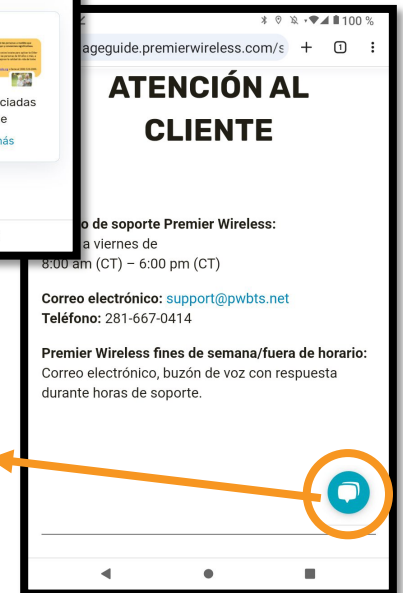 ciadas
e
nás
100 %
ageguide.premierwireless.com/s
1
ATENCIÓN AL
CLIENTE
o de soporte Premier Wireless:
a viernes de
8:00 am (CT) – 6:00 pm (CT)
Correo electrónico: support@pwbts.net
Teléfono: 281-667-0414
Premier Wireless fines de semana/fuera de horario:
Correo electrónico, buzón de voz con respuesta
durante horas de soporte.